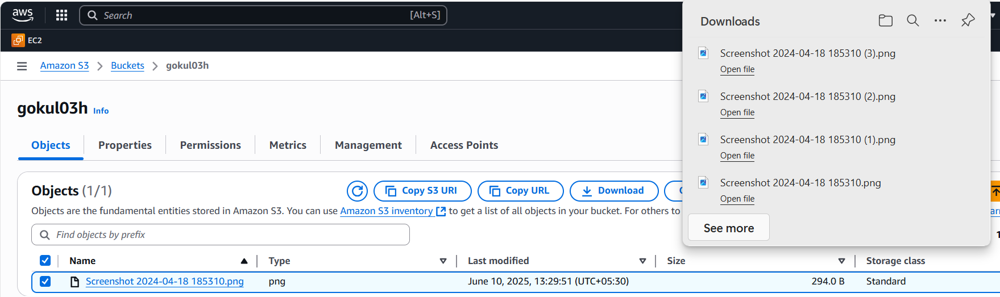 aws
Search [Alt+S]
EC2
Amazon S3 > Buckets > gokul03h
gokul03h Info
Objects Properties Permissions Metrics Management Access Points
Objects (1/1)
Copy S3 URI Copy URL Download
Objects are the fundamental entities stored in Amazon S3. You can use Amazon S3 inventory to get a list of all objects in your bucket. For others to
Find objects by prefix
Name Type Last modified Size Storage class
Screenshot 2024-04-18 185310.png png June 10, 2025, 13:29:51 (UTC+05:30) 294.0 B Standard
Downloads
Screenshot 2024-04-18 185310 (3).png
Open file
Screenshot 2024-04-18 185310 (2).png
Open file
Screenshot 2024-04-18 185310 (1).png
Open file
Screenshot 2024-04-18 185310.png
Open file
See more